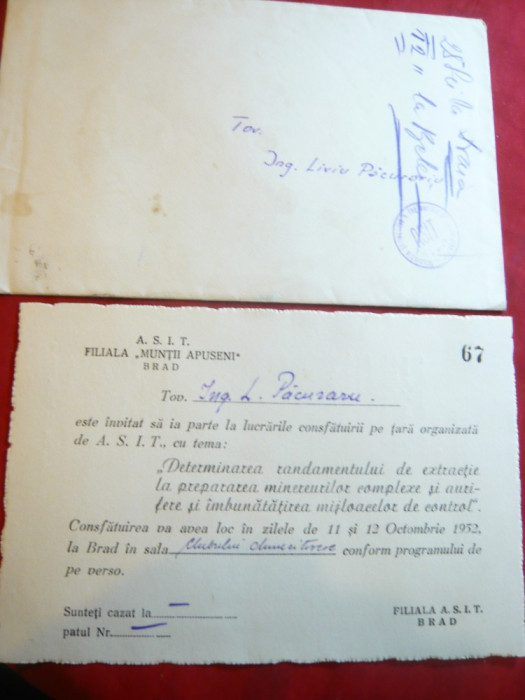 Tov.
Ing. Liviu Păcuraru
la
A. S. I. T.
FILIALA „MUNȚII APUSENI"
BRAD
67
Tov. Ing. L. Păcuraru.
este invitat să ia parte la lucrările consfătuirii pe țară organizată
de A. S. I. T., cu tema:
„Determinarea randamentului de extracție
la prepararea minereurilor complexe și auri-
fere și îmbunătățirea mijloacelor de control".
Consfătuirea va avea loc în zilele de 11 și 12 Octombrie 1952,
la Brad în sala Clubului Muncitoresc conform programului de
pe verso.
Sunteți cazat la —
patul Nr. —
FILIALA A. S. I. T.
BRAD